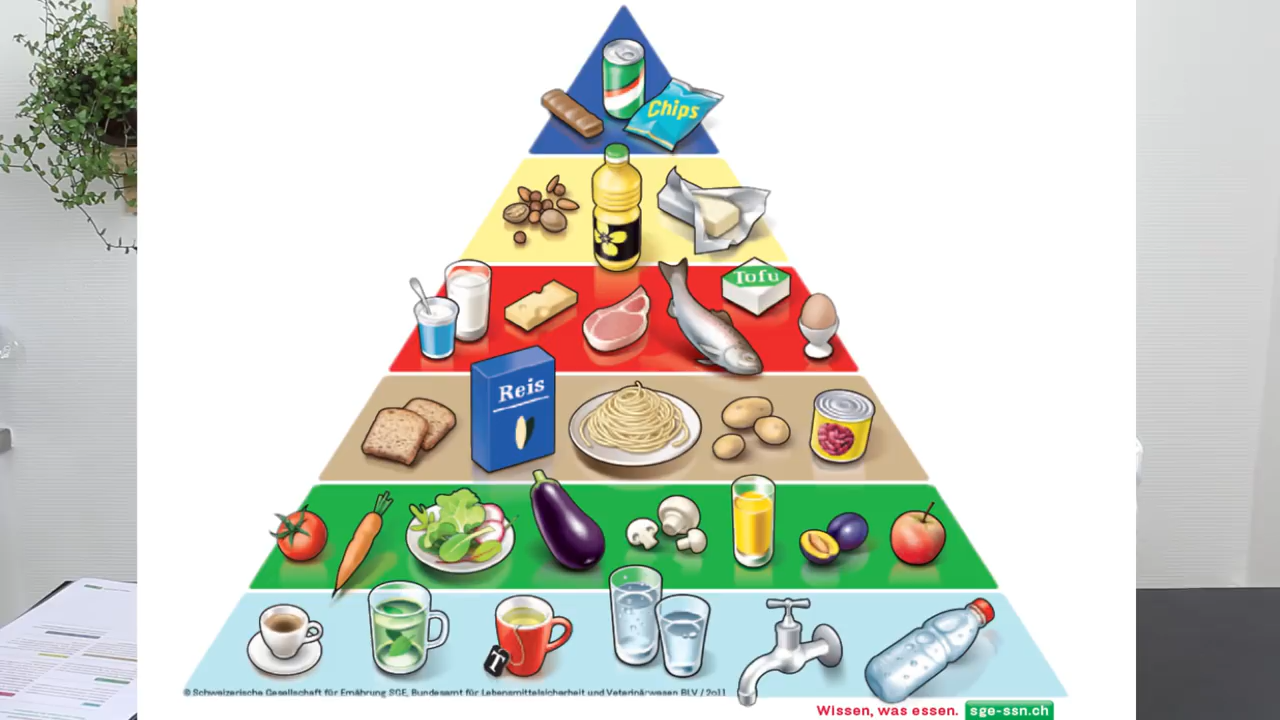 Chips
Tofu
Reis
T
© Schweizerische Gesellschaft für Ernährung SGE, Bundesamt für Lebensmittelsicherheit und Veterinärwesen BLV / 2o11
Wissen, was essen. sge-ssn.ch